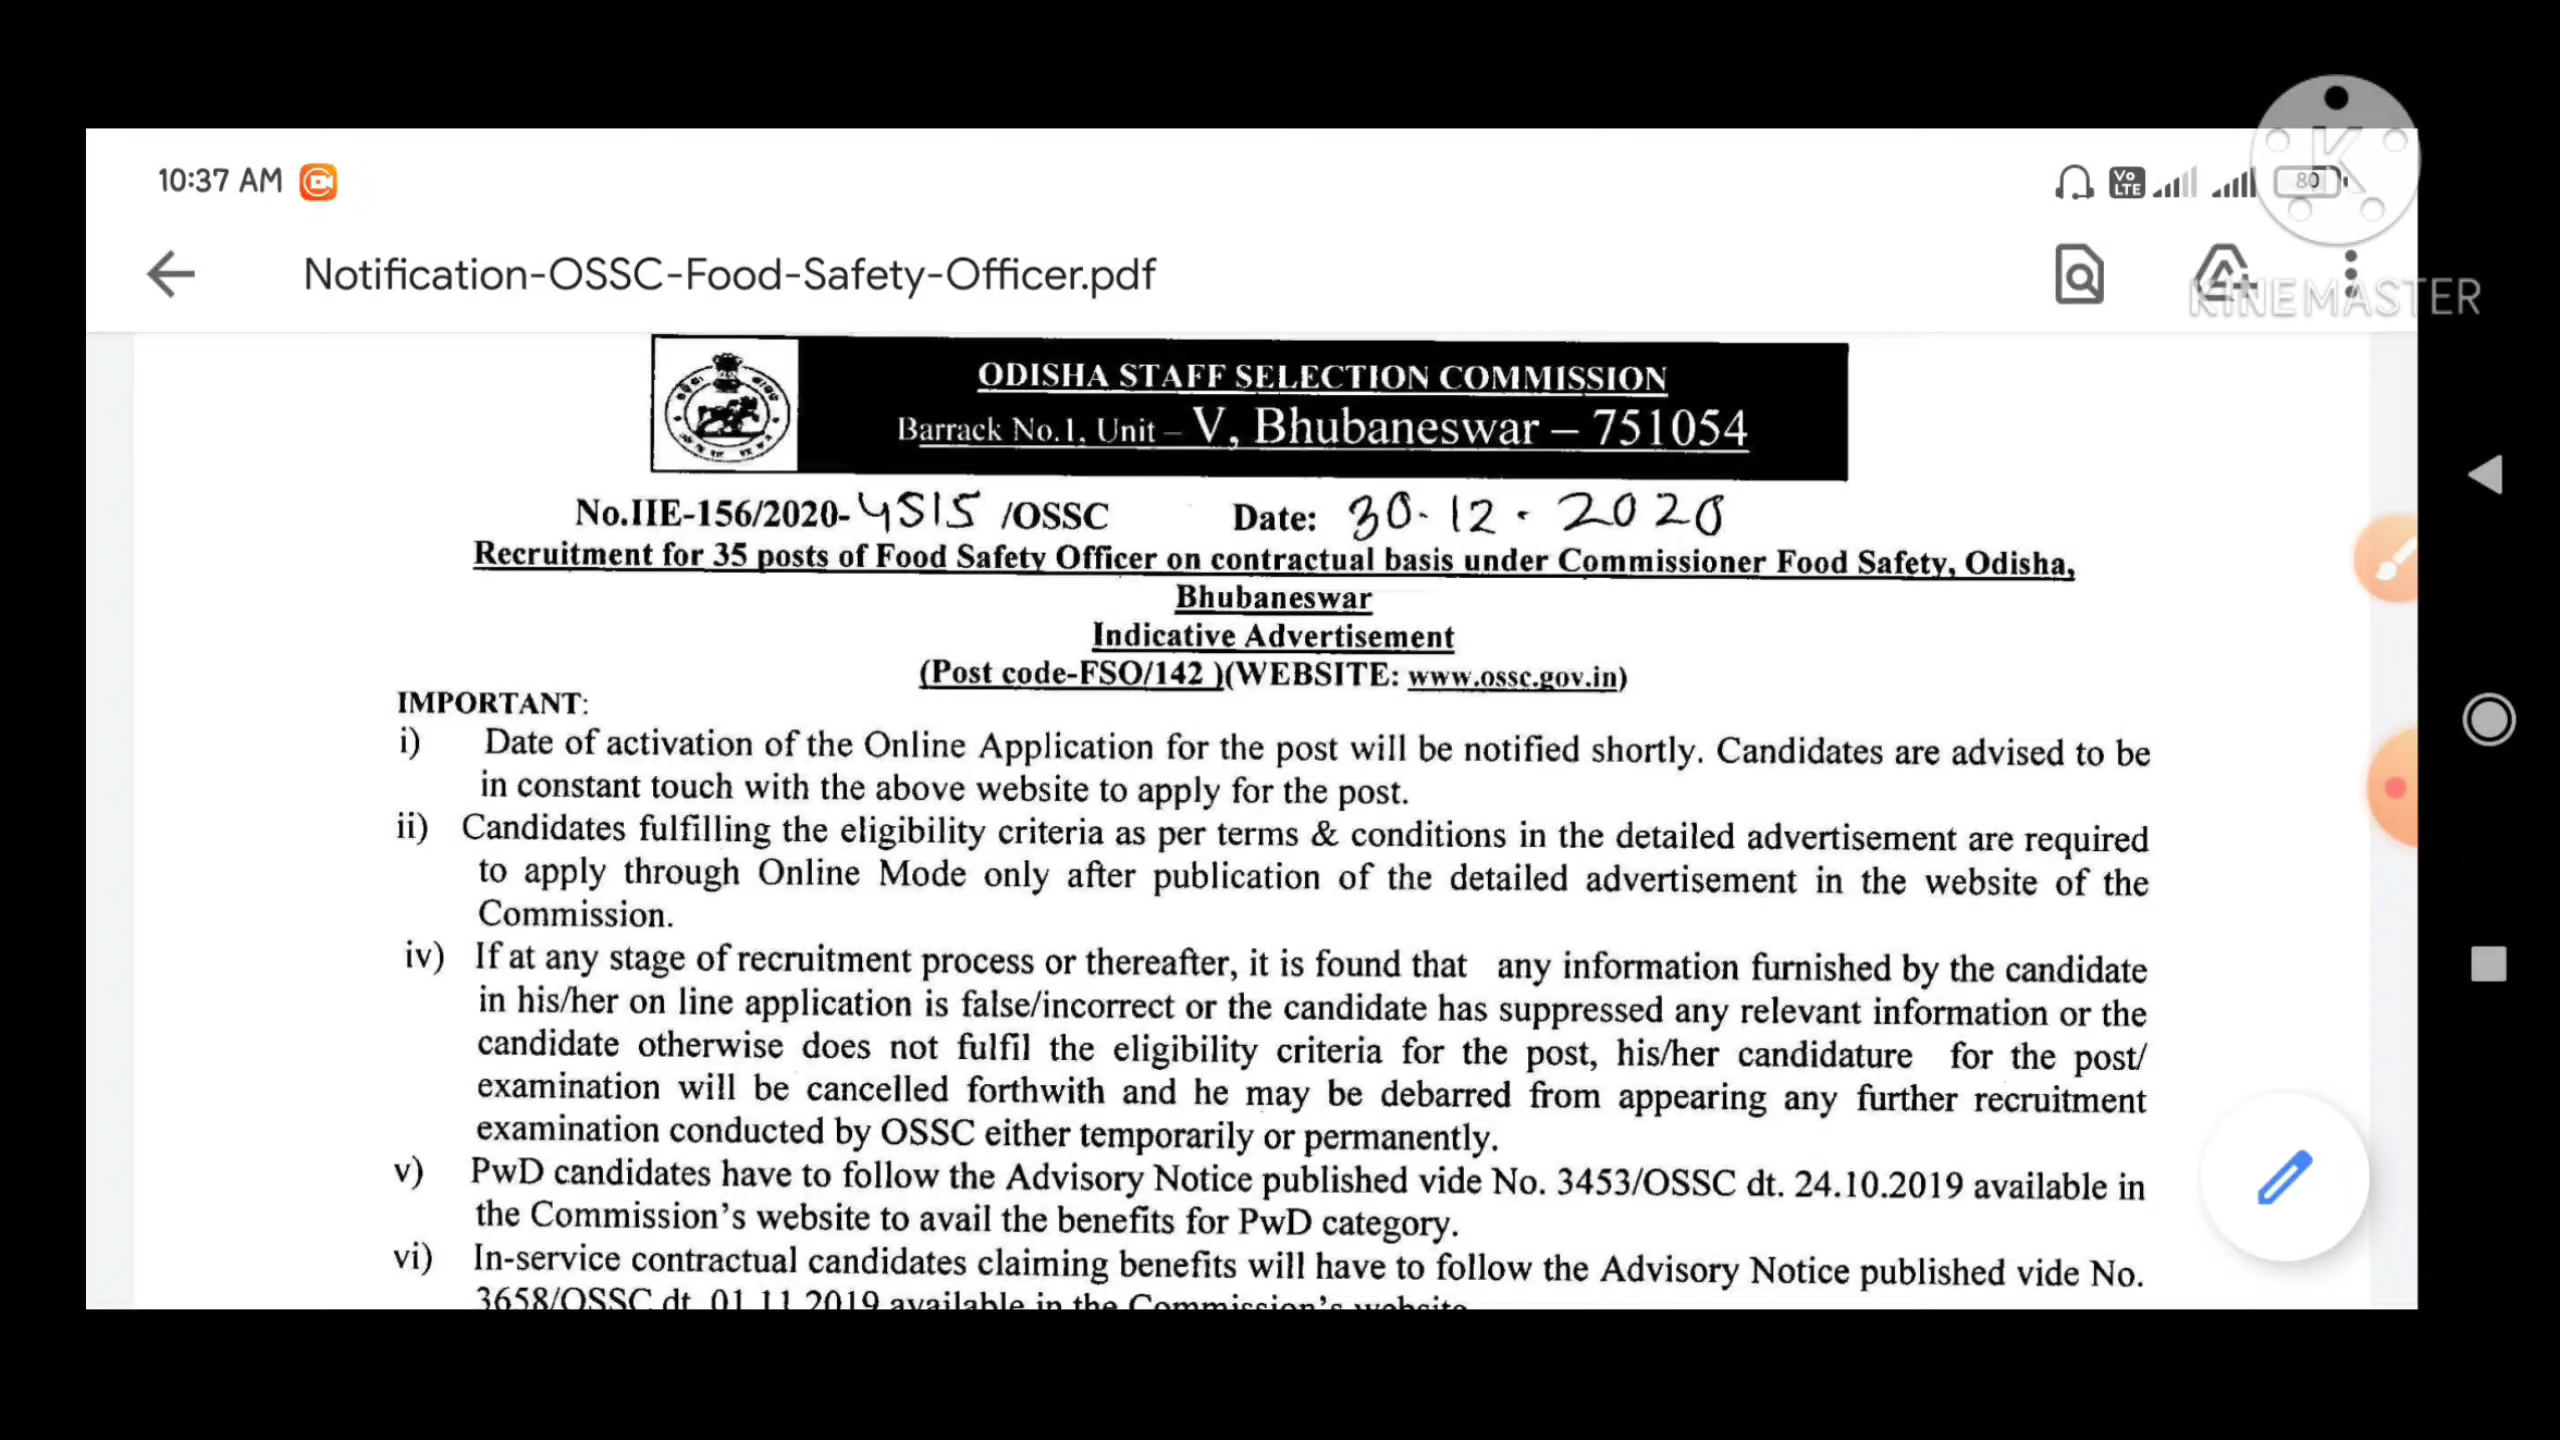 10:37 AM
Vo LTE
80
Notification-OSSC-Food-Safety-Officer.pdf
KINEMASTER
ODISHA STAFF SELECTION COMMISSION
Barrack No.1, Unit – V, Bhubaneswar – 751054
No.IIE-156/2020-4515 /OSSC Date: 30.12.2020
Recruitment for 35 posts of Food Safety Officer on contractual basis under Commissioner Food Safety, Odisha,
Bhubaneswar
Indicative Advertisement
(Post code-FSO/142 )(WEBSITE: www.ossc.gov.in)
IMPORTANT:
i) Date of activation of the Online Application for the post will be notified shortly. Candidates are advised to be
in constant touch with the above website to apply for the post.
ii) Candidates fulfilling the eligibility criteria as per terms & conditions in the detailed advertisement are required
to apply through Online Mode only after publication of the detailed advertisement in the website of the
Commission.
iv) If at any stage of recruitment process or thereafter, it is found that any information furnished by the candidate
in his/her on line application is false/incorrect or the candidate has suppressed any relevant information or the
candidate otherwise does not fulfil the eligibility criteria for the post, his/her candidature for the post/
examination will be cancelled forthwith and he may be debarred from appearing any further recruitment
examination conducted by OSSC either temporarily or permanently.
v) PwD candidates have to follow the Advisory Notice published vide No. 3453/OSSC dt. 24.10.2019 available in
the Commission's website to avail the benefits for PwD category.
vi) In-service contractual candidates claiming benefits will have to follow the Advisory Notice published vide No.
3658/OSSC dt. 01.11.2019 available in the Commission's website